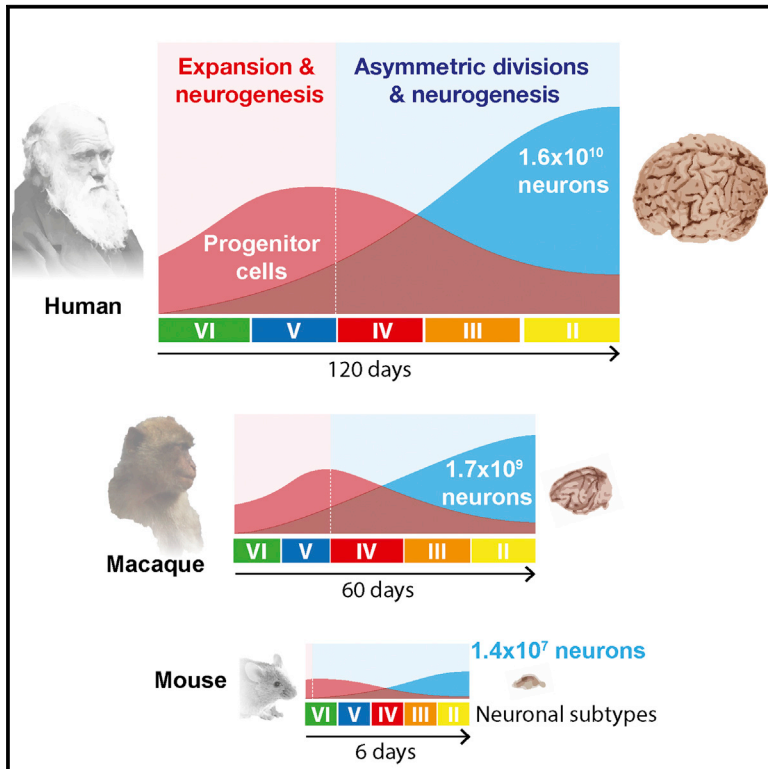 Expansion &
neurogenesis
Asymmetric divisions
& neurogenesis
1.6x10¹⁰
neurons
Progenitor
cells
Human
VI V IV III II
120 days
1.7x10⁹
neurons
Macaque
VI V IV III II
60 days
1.4x10⁷ neurons
Mouse
VI V IV III II
Neuronal subtypes
6 days